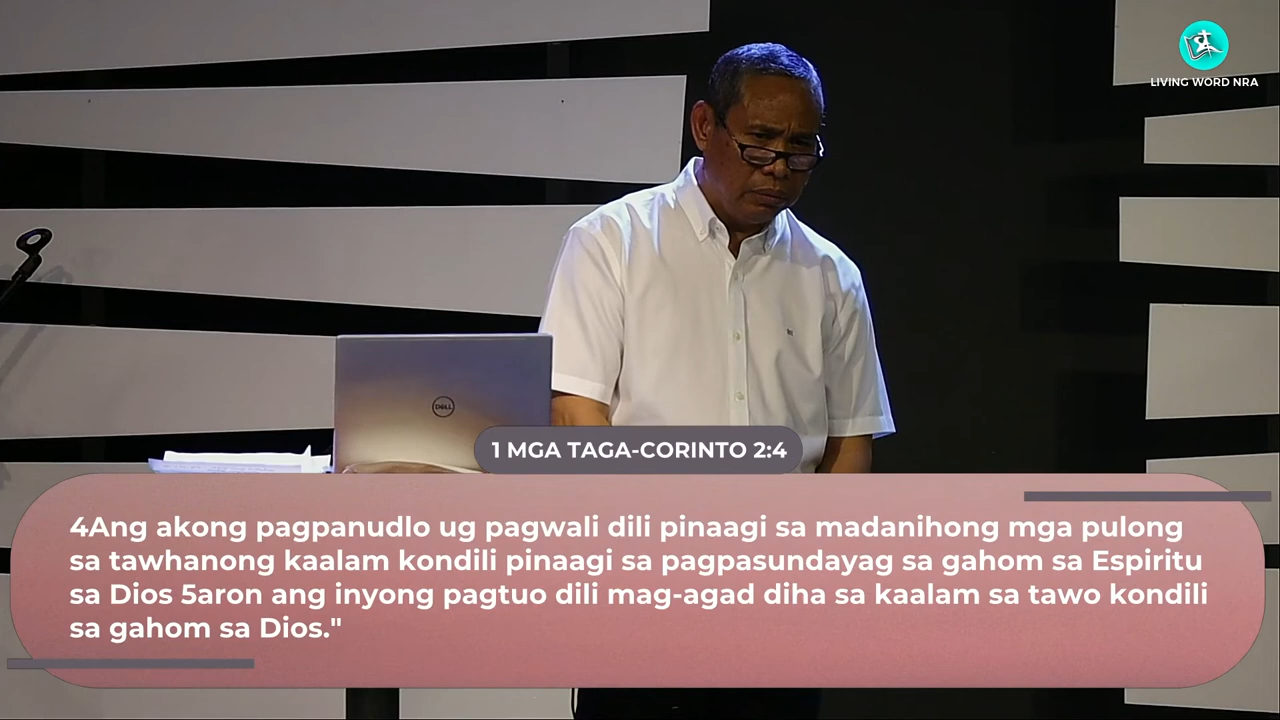 LIVING WORD NRA
DELL
1 MGA TAGA-CORINTO 2:4
4Ang akong pagpanudlo ug pagwali dili pinaagi sa madanihong mga pulong
sa tawhanong kaalam kondili pinaagi sa pagpasundayag sa gahom sa Espiritu
sa Dios 5aron ang inyong pagtuo dili mag-agad diha sa kaalam sa tawo kondili
sa gahom sa Dios."